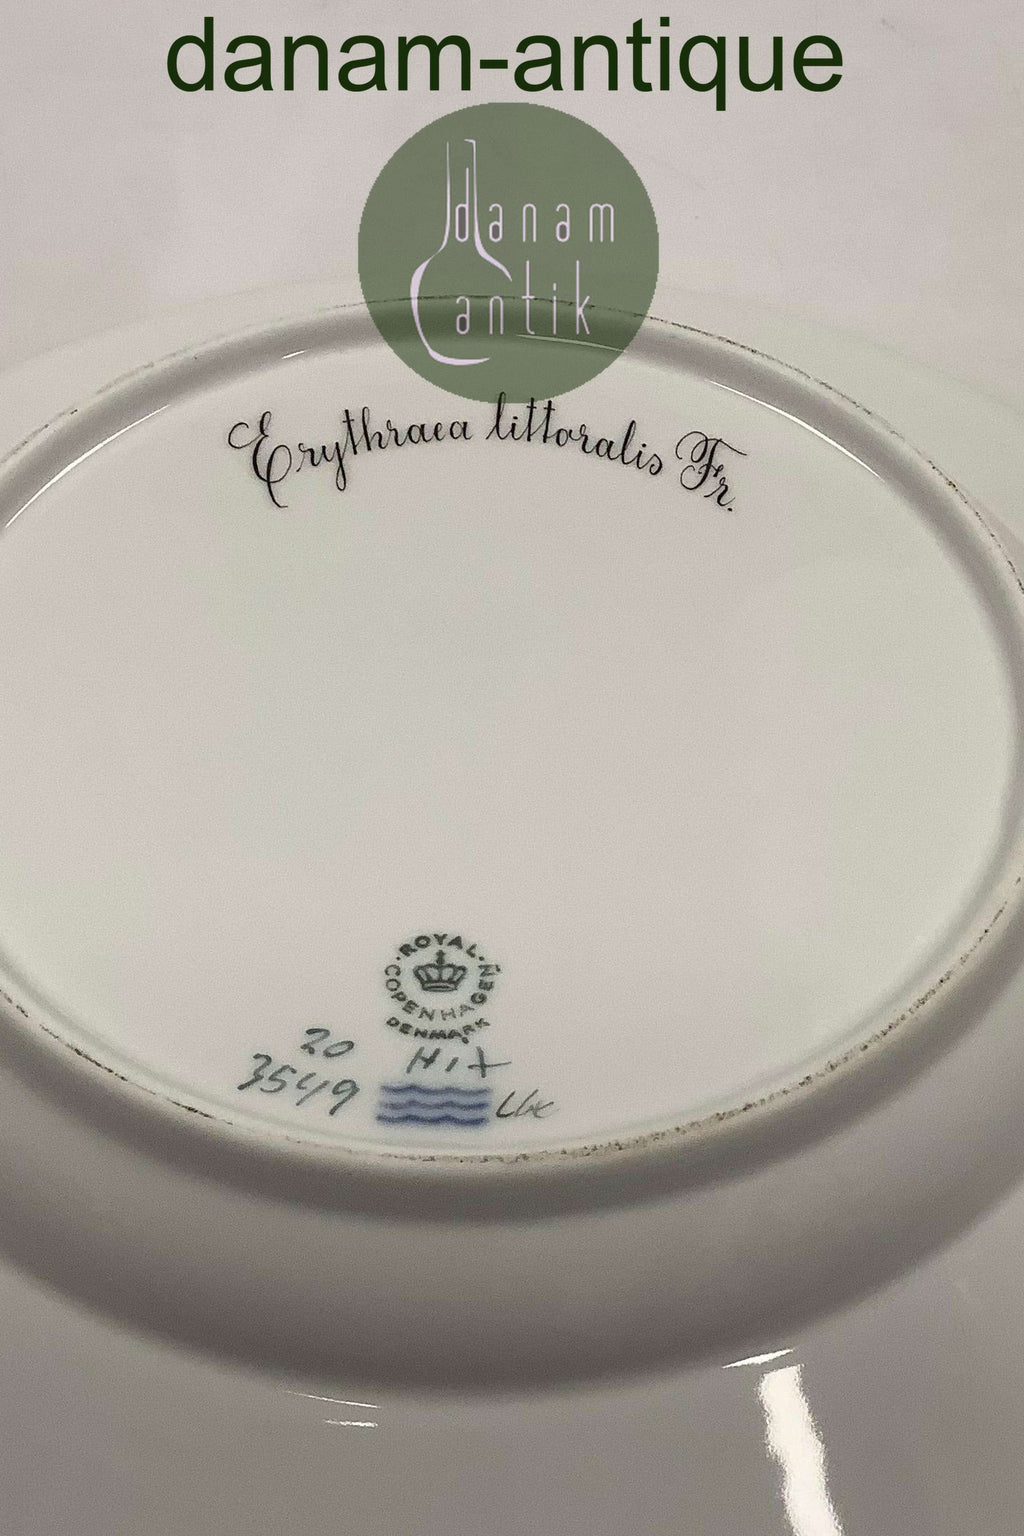 danam-antique
danam
antik
Erythraea littoralis Fr.
ROYAL
COPENHAGEN
DENMARK
20
3549